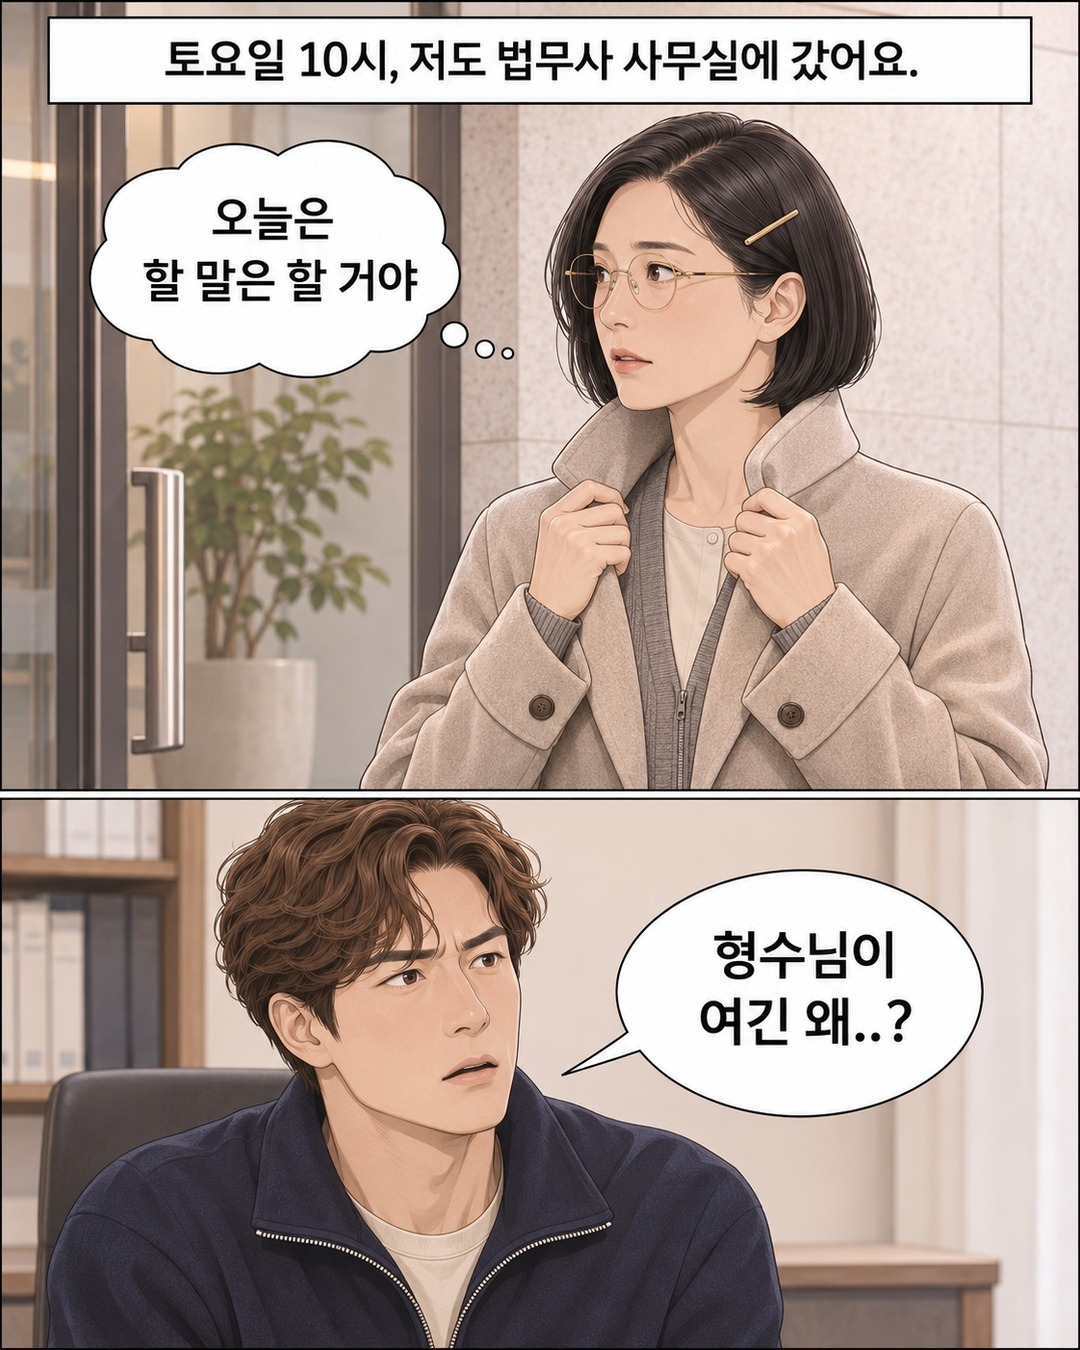 토요일 10시, 저도 법무사 사무실에 갔어요.
오늘은
할 말은 할 거야
형수님이
여긴 왜..?